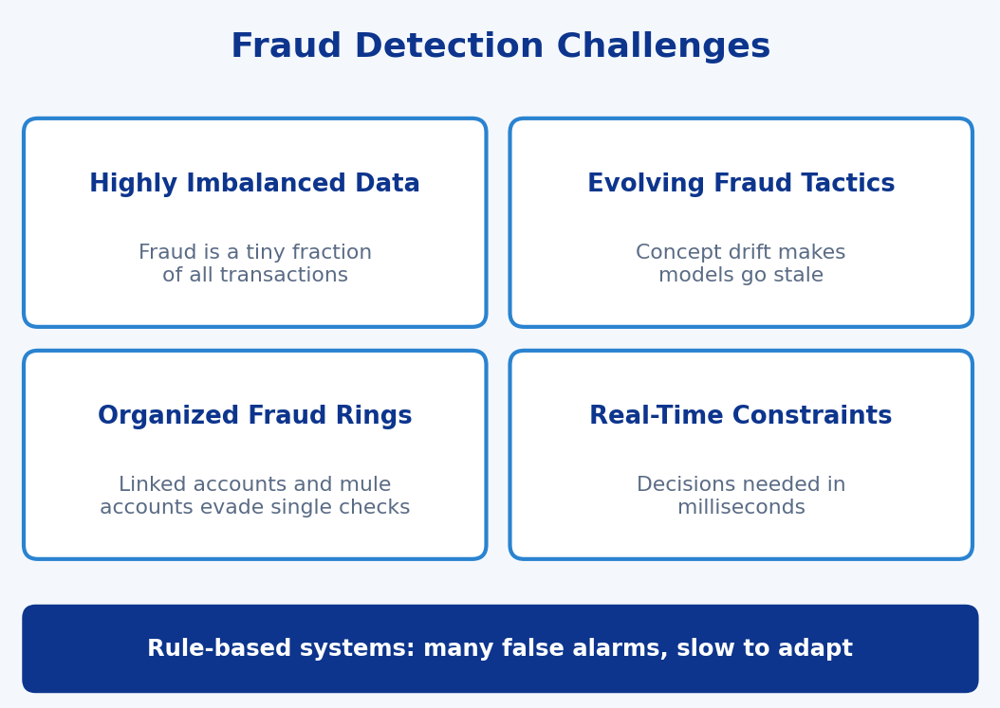 Fraud Detection Challenges
Highly Imbalanced Data
Fraud is a tiny fraction
of all transactions
Evolving Fraud Tactics
Concept drift makes
models go stale
Organized Fraud Rings
Linked accounts and mule
accounts evade single checks
Real-Time Constraints
Decisions needed in
milliseconds
Rule-based systems: many false alarms, slow to adapt